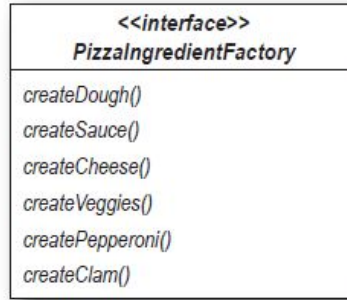 <<interface>>
PizzaIngredientFactory
createDough()
createSauce()
createCheese()
createVeggies()
createPepperoni()
createClam()